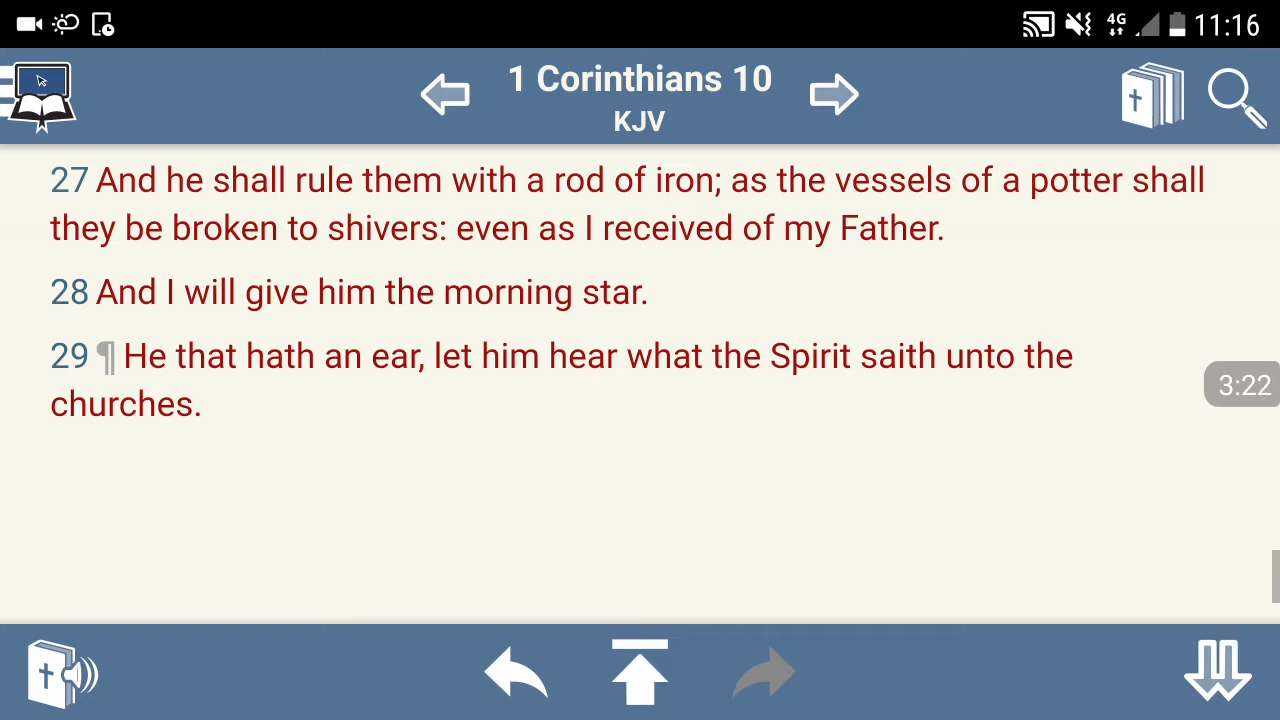 4G 11:16
1 Corinthians 10
KJV
27 And he shall rule them with a rod of iron; as the vessels of a potter shall
they be broken to shivers: even as I received of my Father.
28 And I will give him the morning star.
29 ¶ He that hath an ear, let him hear what the Spirit saith unto the
churches.
3:22